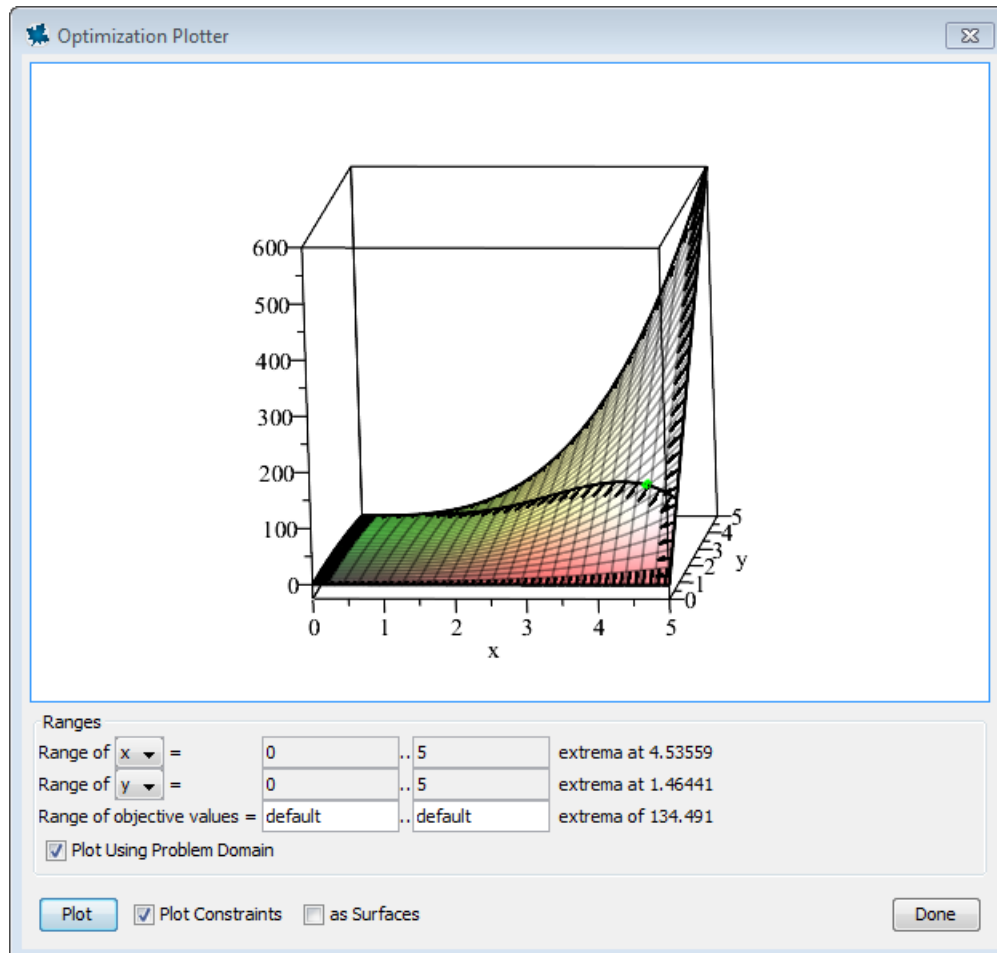 Optimization Plotter
600
500
400
300
200
100
0
0 1 2 3 4 5
x
0
1
2
3
4
5
y
Ranges
Range of x = 0 .. 5 extrema at 4.53559
Range of y = 0 .. 5 extrema at 1.46441
Range of objective values = default .. default extrema of 134.491
Plot Using Problem Domain
Plot Plot Constraints as Surfaces Done